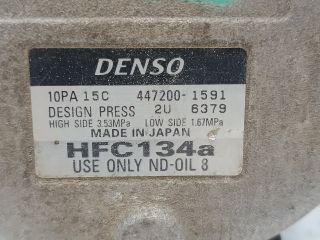 DENSO
10PA 15C 447200-1591
DESIGN PRESS 2U 6379
HIGH SIDE 3.53MPa LOW SIDE 1.67MPa
MADE IN JAPAN
HFC134a
USE ONLY ND-OIL 8